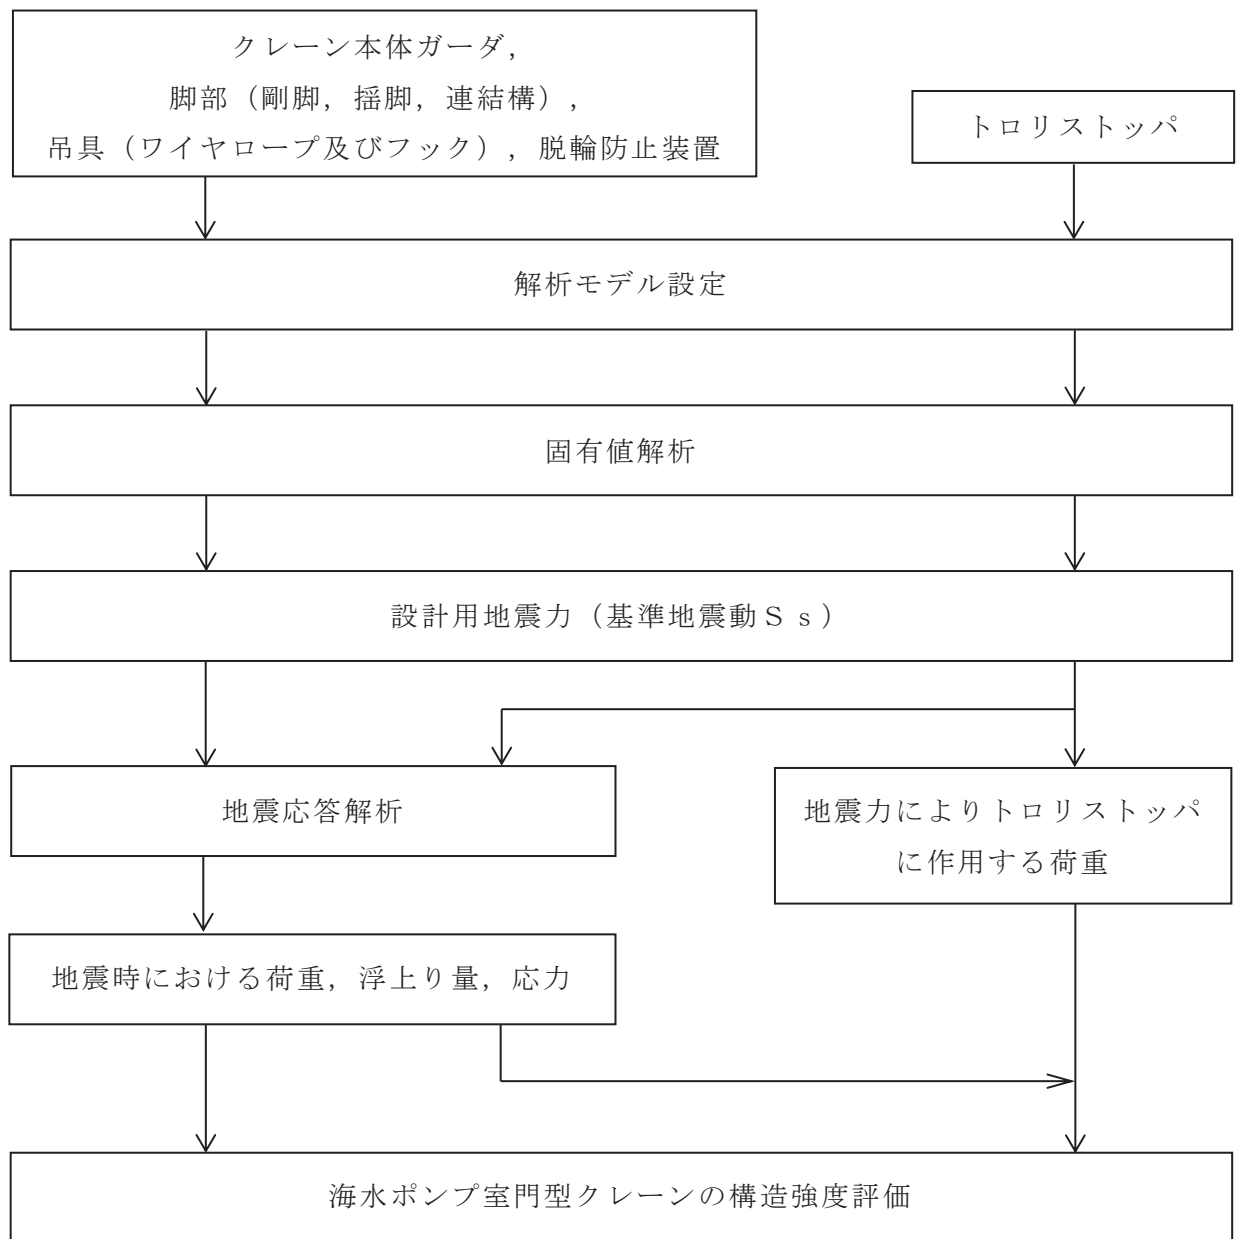 クレーン本体ガーダ，
脚部（剛脚，揺脚，連結構），
吊具（ワイヤロープ及びフック），脱輪防止装置
トロリストッパ
解析モデル設定
固有値解析
設計用地震力（基準地震動Ｓｓ）
地震応答解析
地震力によりトロリストッパ
に作用する荷重
地震時における荷重，浮上り量，応力
海水ポンプ室門型クレーンの構造強度評価